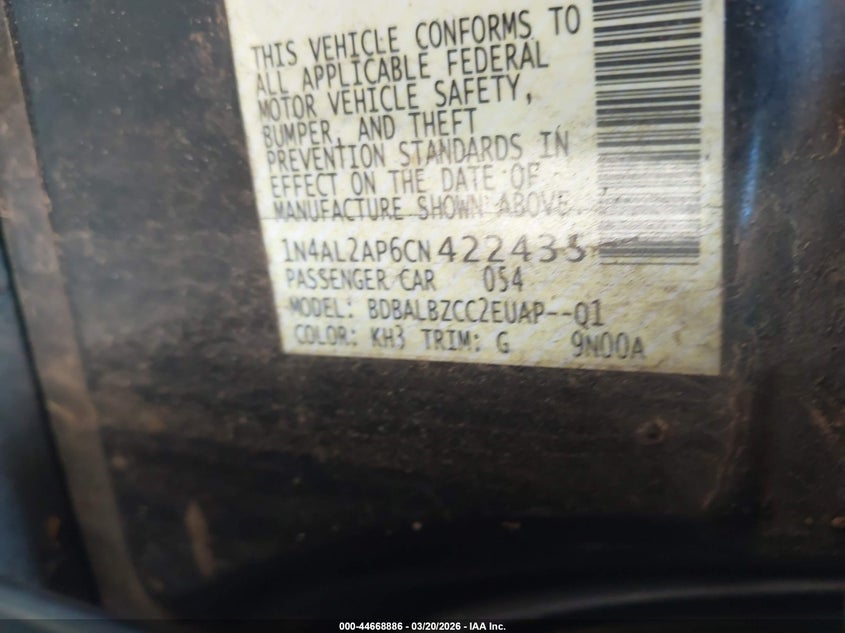 THIS VEHICLE CONFORMS TO
ALL APPLICABLE FEDERAL
MOTOR VEHICLE SAFETY,
BUMPER, AND THEFT
PREVENTION STANDARDS IN
EFFECT ON THE DATE OF
MANUFACTURE SHOWN ABOVE.
1N4AL2AP6CN422435
PASSENGER CAR 054
MODEL: BDBALBZCC2EUAP--Q1
COLOR: KH3 TRIM: G 9N00A
000-44668886 - 03/20/2026 - IAA Inc.